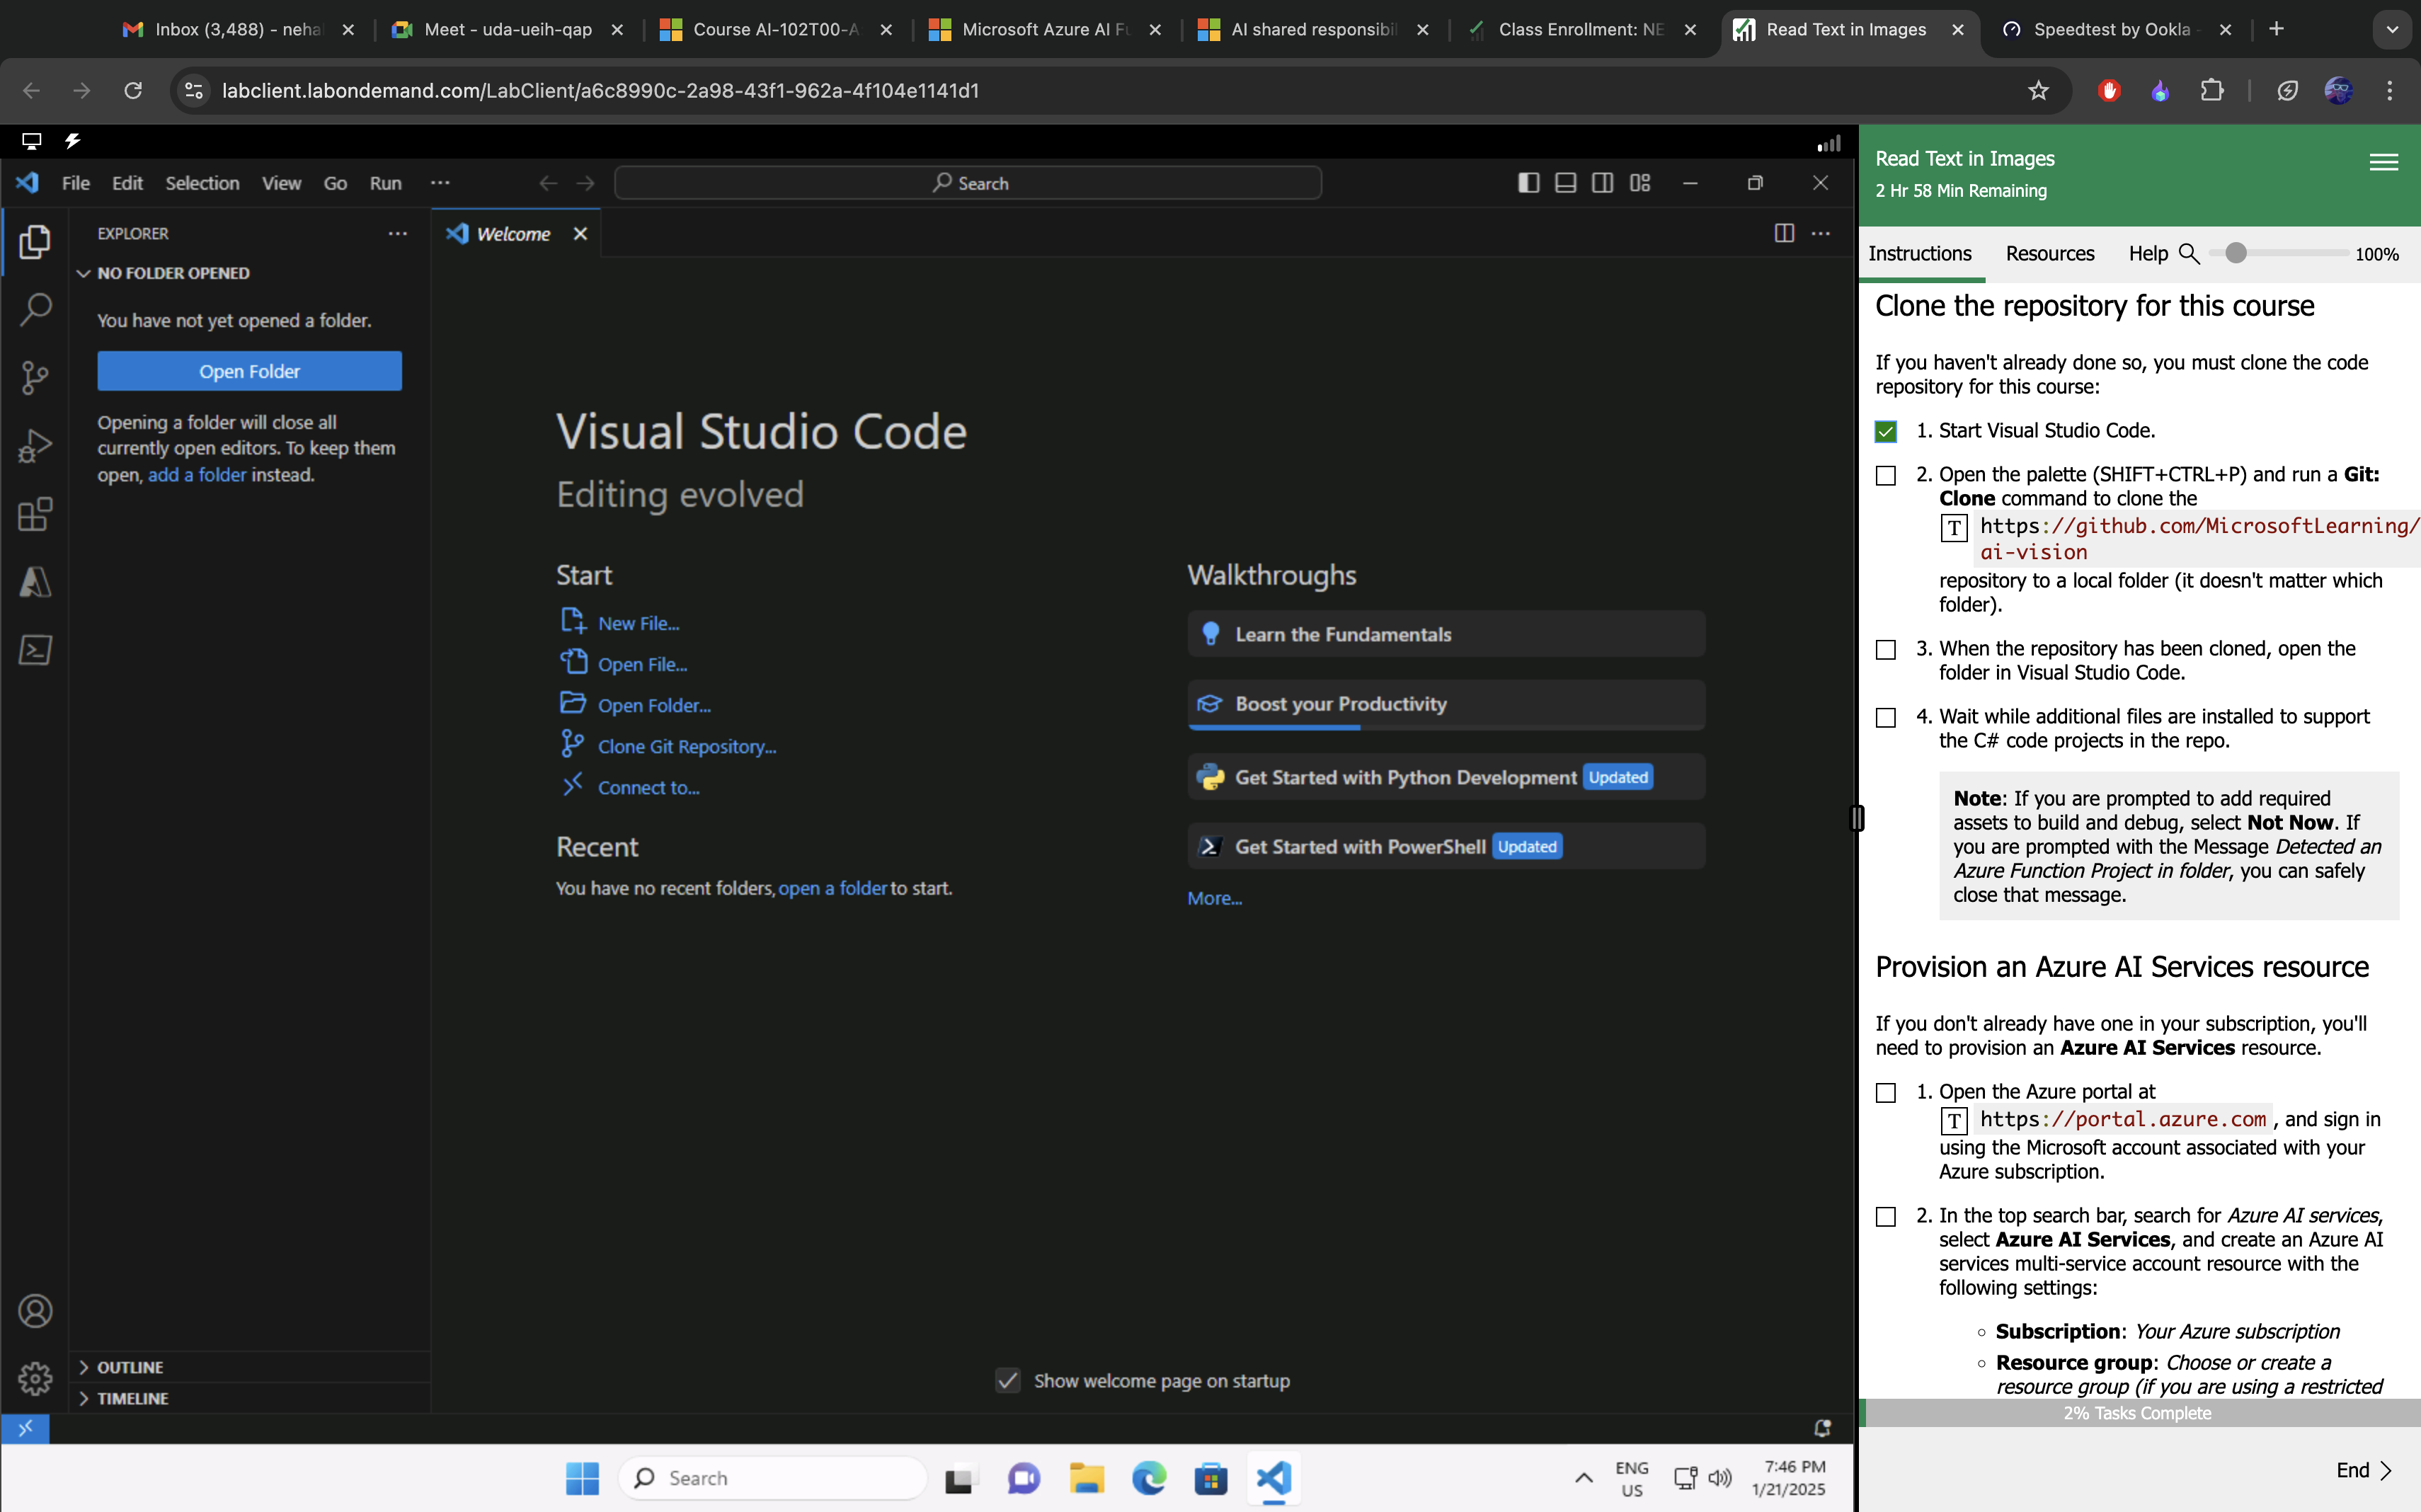 Inbox (3,488) - neha
Meet - uda-ueih-qap
Course AI-102T00-A
Microsoft Azure AI Fu
AI shared responsibil
Class Enrollment: NE
Read Text in Images
Speedtest by Ookla -
labclient.labondemand.com/LabClient/a6c8990c-2a98-43f1-962a-4f104e1141d1
File Edit Selection View Go Run ···
Search
EXPLORER
Welcome
NO FOLDER OPENED
You have not yet opened a folder.
Open Folder
Opening a folder will close all
currently open editors. To keep them
open, add a folder instead.
OUTLINE
TIMELINE
Visual Studio Code
Editing evolved
Start
New File...
Open File...
Open Folder...
Clone Git Repository...
Connect to...
Recent
You have no recent folders, open a folder to start.
Walkthroughs
Learn the Fundamentals
Boost your Productivity
Get Started with Python Development Updated
Get Started with PowerShell Updated
More...
Show welcome page on startup
Search
ENG
US
7:46 PM
1/21/2025
Read Text in Images
2 Hr 58 Min Remaining
Instructions Resources Help 100%
Clone the repository for this course
If you haven't already done so, you must clone the code
repository for this course:
1. Start Visual Studio Code.
2. Open the palette (SHIFT+CTRL+P) and run a Git:
Clone command to clone the
T https://github.com/MicrosoftLearning/
ai-vision
repository to a local folder (it doesn't matter which
folder).
3. When the repository has been cloned, open the
folder in Visual Studio Code.
4. Wait while additional files are installed to support
the C# code projects in the repo.
Note: If you are prompted to add required
assets to build and debug, select Not Now. If
you are prompted with the Message Detected an
Azure Function Project in folder, you can safely
close that message.
Provision an Azure AI Services resource
If you don't already have one in your subscription, you'll
need to provision an Azure AI Services resource.
1. Open the Azure portal at
T https://portal.azure.com , and sign in
using the Microsoft account associated with your
Azure subscription.
2. In the top search bar, search for Azure AI services,
select Azure AI Services, and create an Azure AI
services multi-service account resource with the
following settings:
Subscription: Your Azure subscription
Resource group: Choose or create a
resource group (if you are using a restricted
2% Tasks Complete
End